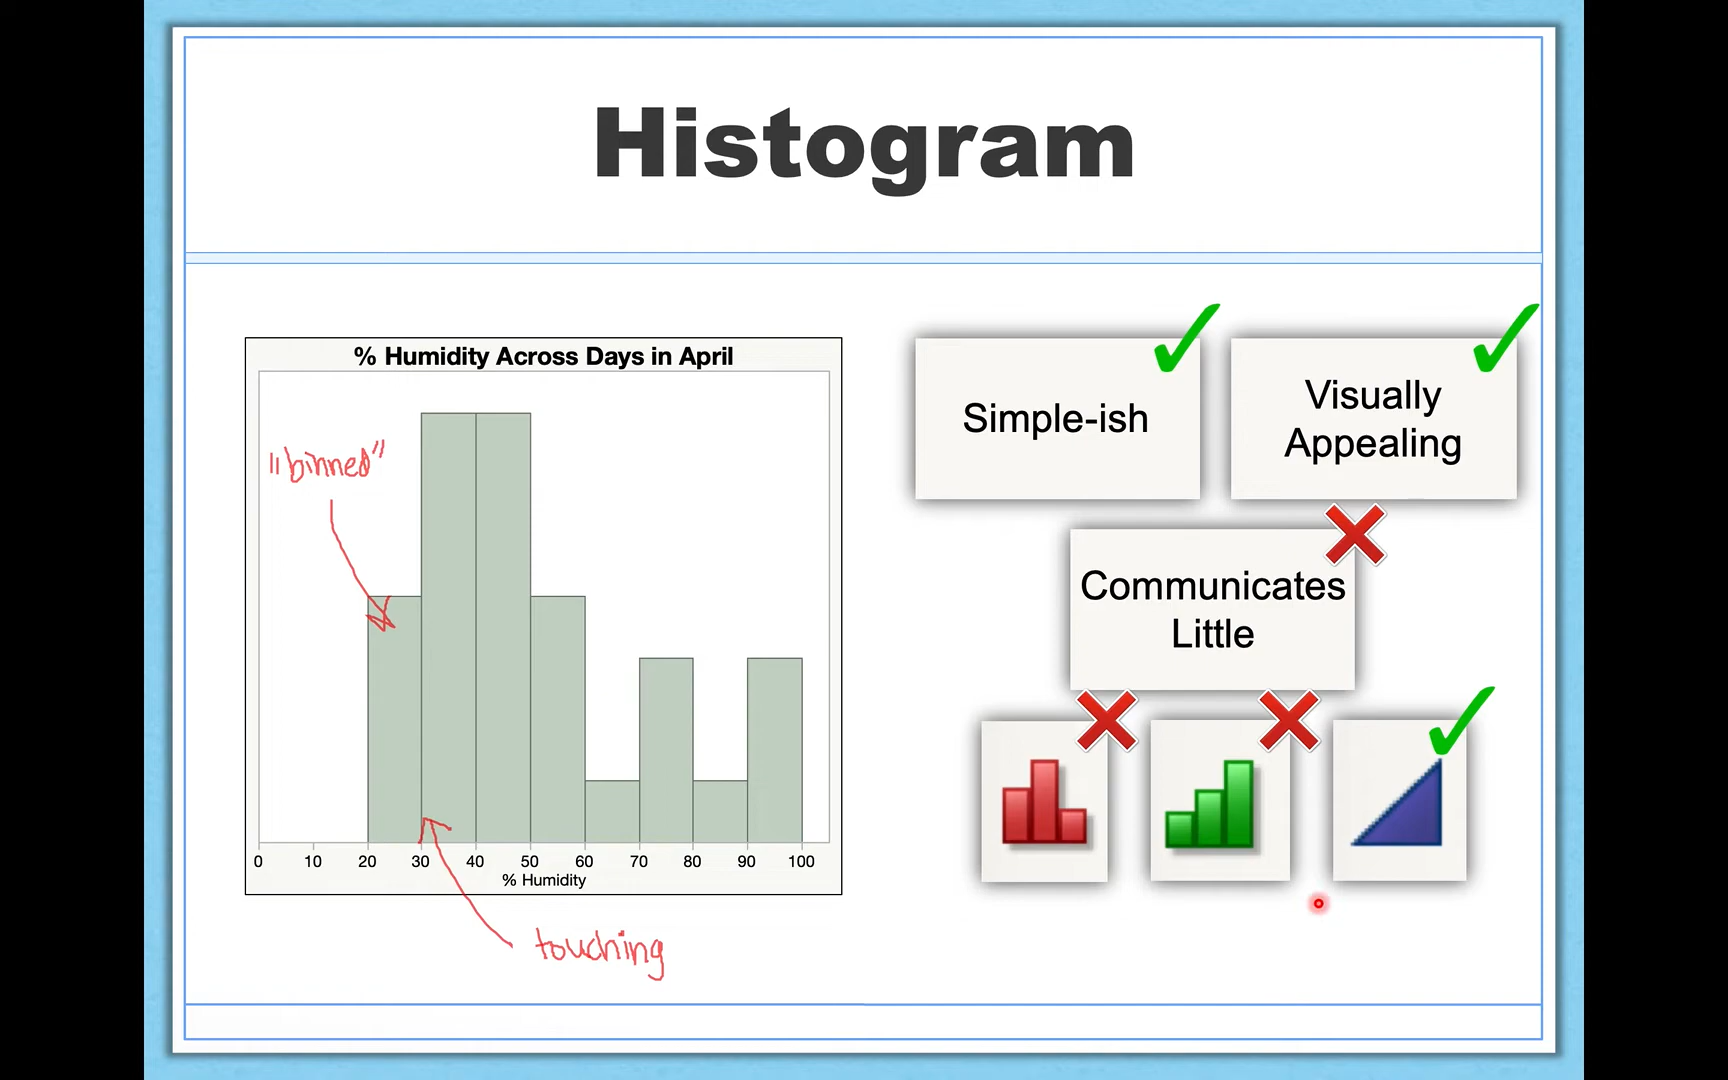 Histogram
% Humidity Across Days in April
"binned"
0 10 20 30 40 50 60 70 80 90 100
% Humidity
touching
Simple-ish
Visually
Appealing
Communicates
Little